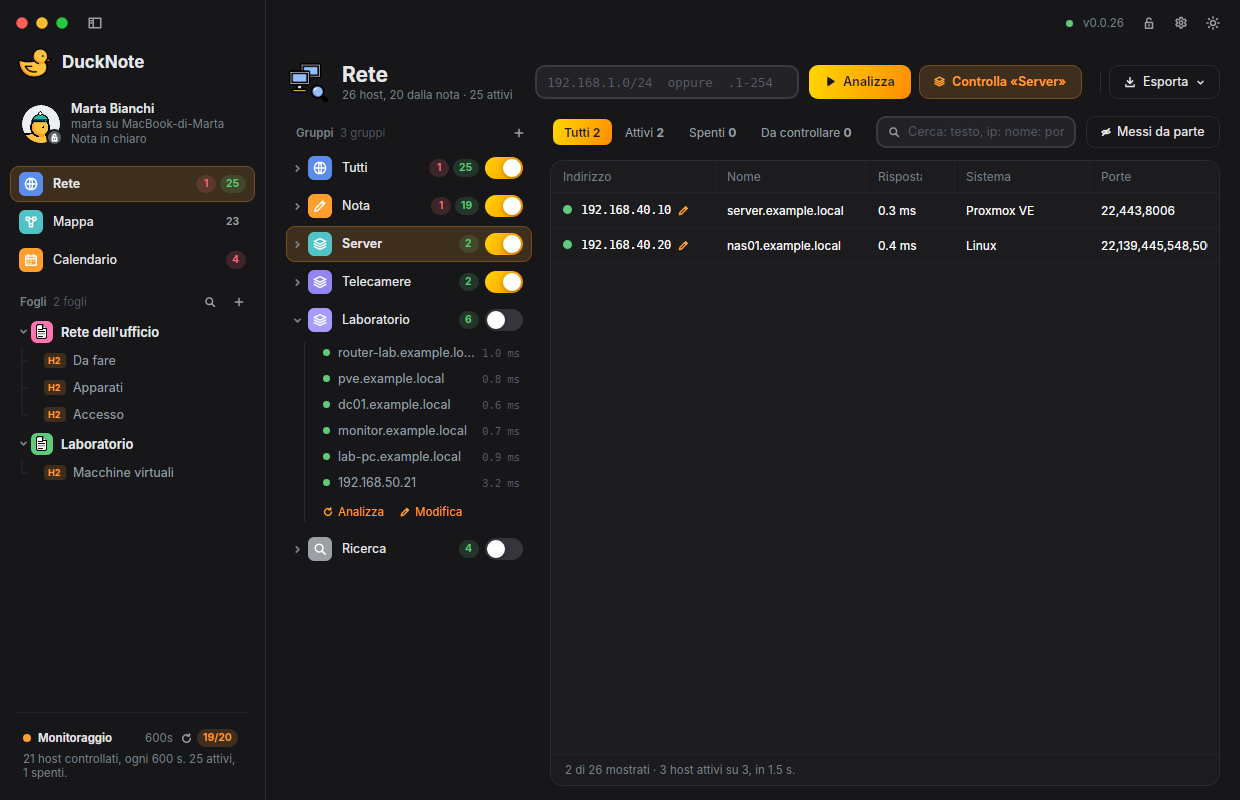 v0.0.26
DuckNote
Marta Bianchi
marta su MacBook-di-Marta
Nota in chiaro
Rete 1 25
Mappa 23
Calendario 4
Fogli 2 fogli
Rete dell'ufficio
H2 Da fare
H2 Apparati
H2 Accesso
Laboratorio
H2 Macchine virtuali
Monitoraggio 600s 19/20
21 host controllati, ogni 600 s. 25 attivi,
1 spenti.
Rete
26 host, 20 dalla nota · 25 attivi
192.168.1.0/24 oppure .1-254
Analizza
Controlla «Server»
Esporta
Gruppi 3 gruppi
Tutti 1 25
Nota 1 19
Server 2
Telecamere 2
Laboratorio 6
router-lab.example.lo... 1.0 ms
pve.example.local 0.8 ms
dc01.example.local 0.6 ms
monitor.example.local 0.7 ms
lab-pc.example.local 0.9 ms
192.168.50.21 3.2 ms
Analizza Modifica
Ricerca 4
Tutti 2 Attivi 2 Spenti 0 Da controllare 0
Cerca: testo, ip: nome: por
Messi da parte
Indirizzo Nome Risposta Sistema Porte
192.168.40.10 server.example.local 0.3 ms Proxmox VE 22,443,8006
192.168.40.20 nas01.example.local 0.4 ms Linux 22,139,445,548,50
2 di 26 mostrati · 3 host attivi su 3, in 1.5 s.